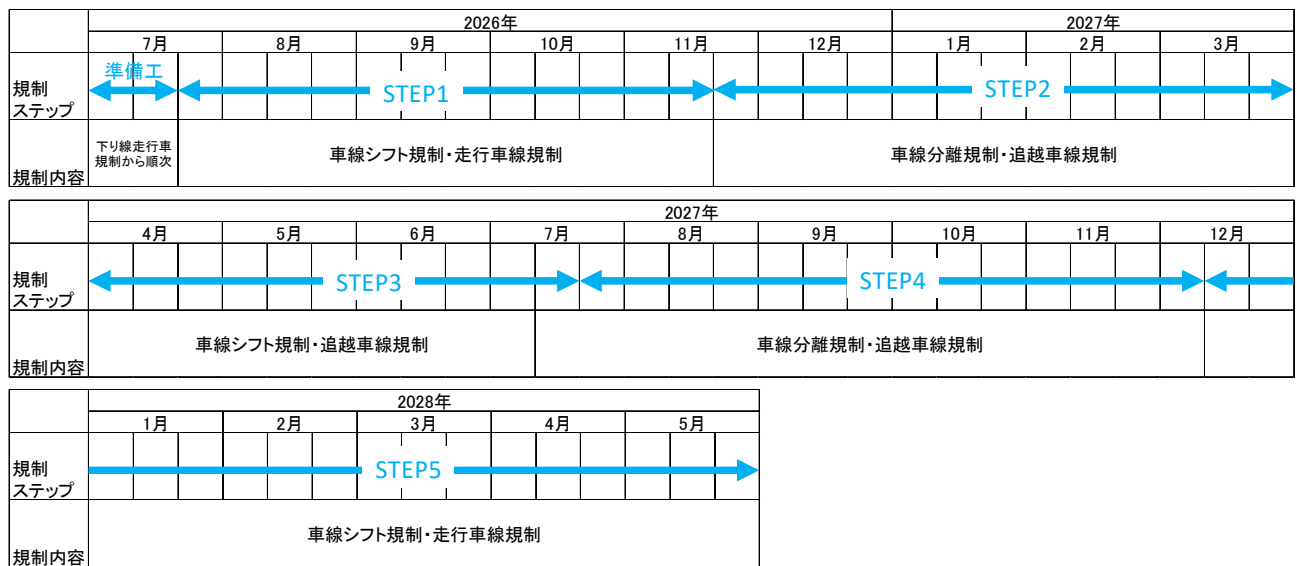 2026年 2027年
7月 8月 9月 10月 11月 12月 1月 2月 3月
準備工
規制
ステップ
STEP1 STEP2
下り線走行車
規制から順次
車線シフト規制・走行車線規制 車線分離規制・追越車線規制
規制内容
2027年
4月 5月 6月 7月 8月 9月 10月 11月 12月
規制
ステップ
STEP3 STEP4
車線シフト規制・追越車線規制 車線分離規制・追越車線規制
規制内容
2028年
1月 2月 3月 4月 5月
規制
ステップ
STEP5
車線シフト規制・走行車線規制
規制内容